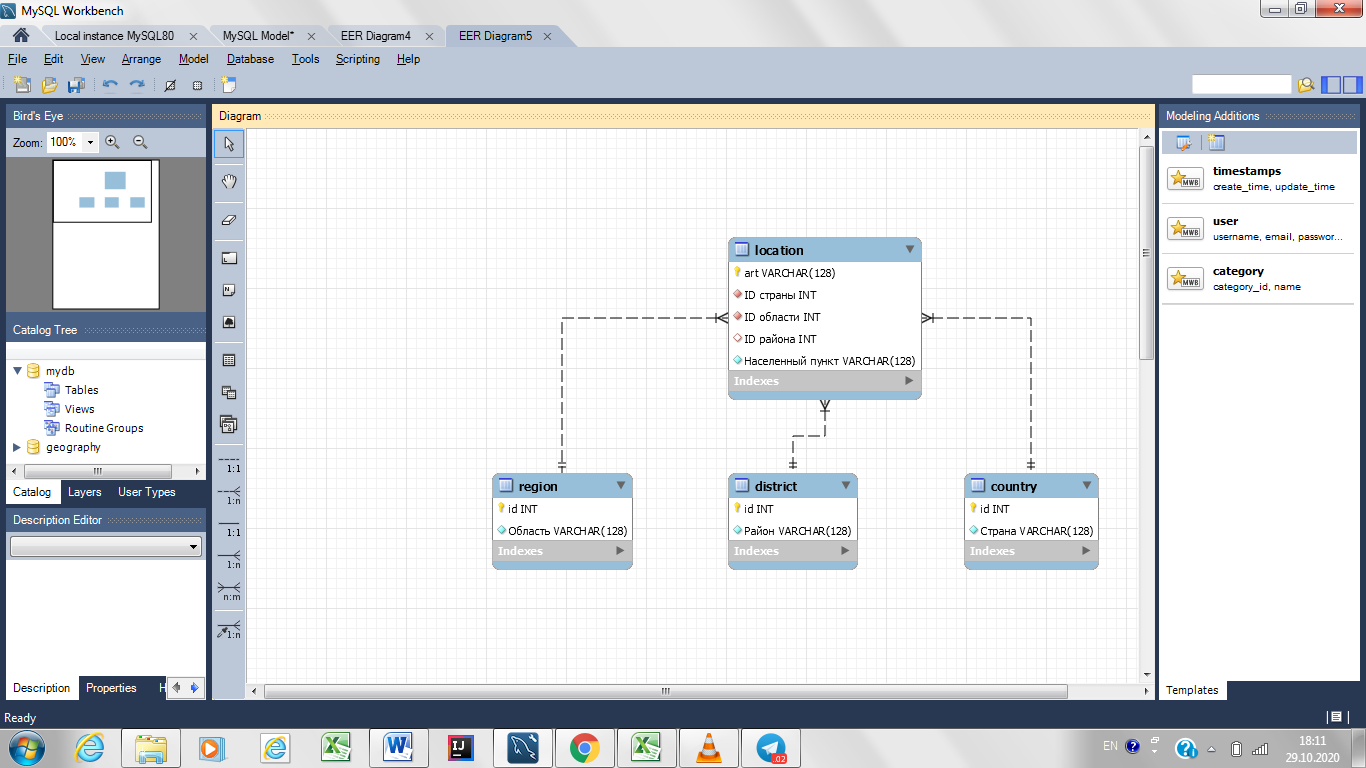 MySQL Workbench
Local instance MySQL80
MySQL Model*
EER Diagram4
EER Diagram5
File Edit View Arrange Model Database Tools Scripting Help
Bird's Eye
Zoom: 100%
Catalog Tree
mydb
Tables
Views
Routine Groups
geography
Catalog Layers User Types
Description Editor
Description Properties H
Ready
Diagram
1:1
1:n
1:1
1:n
n:m
1:n
location
art VARCHAR(128)
ID страны INT
ID области INT
ID района INT
Населенный пункт VARCHAR(128)
Indexes
region
id INT
Область VARCHAR(128)
Indexes
district
id INT
Район VARCHAR(128)
Indexes
country
id INT
Страна VARCHAR(128)
Indexes
Modeling Additions
MWB
timestamps
create_time, update_time
MWB
user
username, email, passwor...
MWB
category
category_id, name
Templates
EN
18:11
29.10.2020
.02